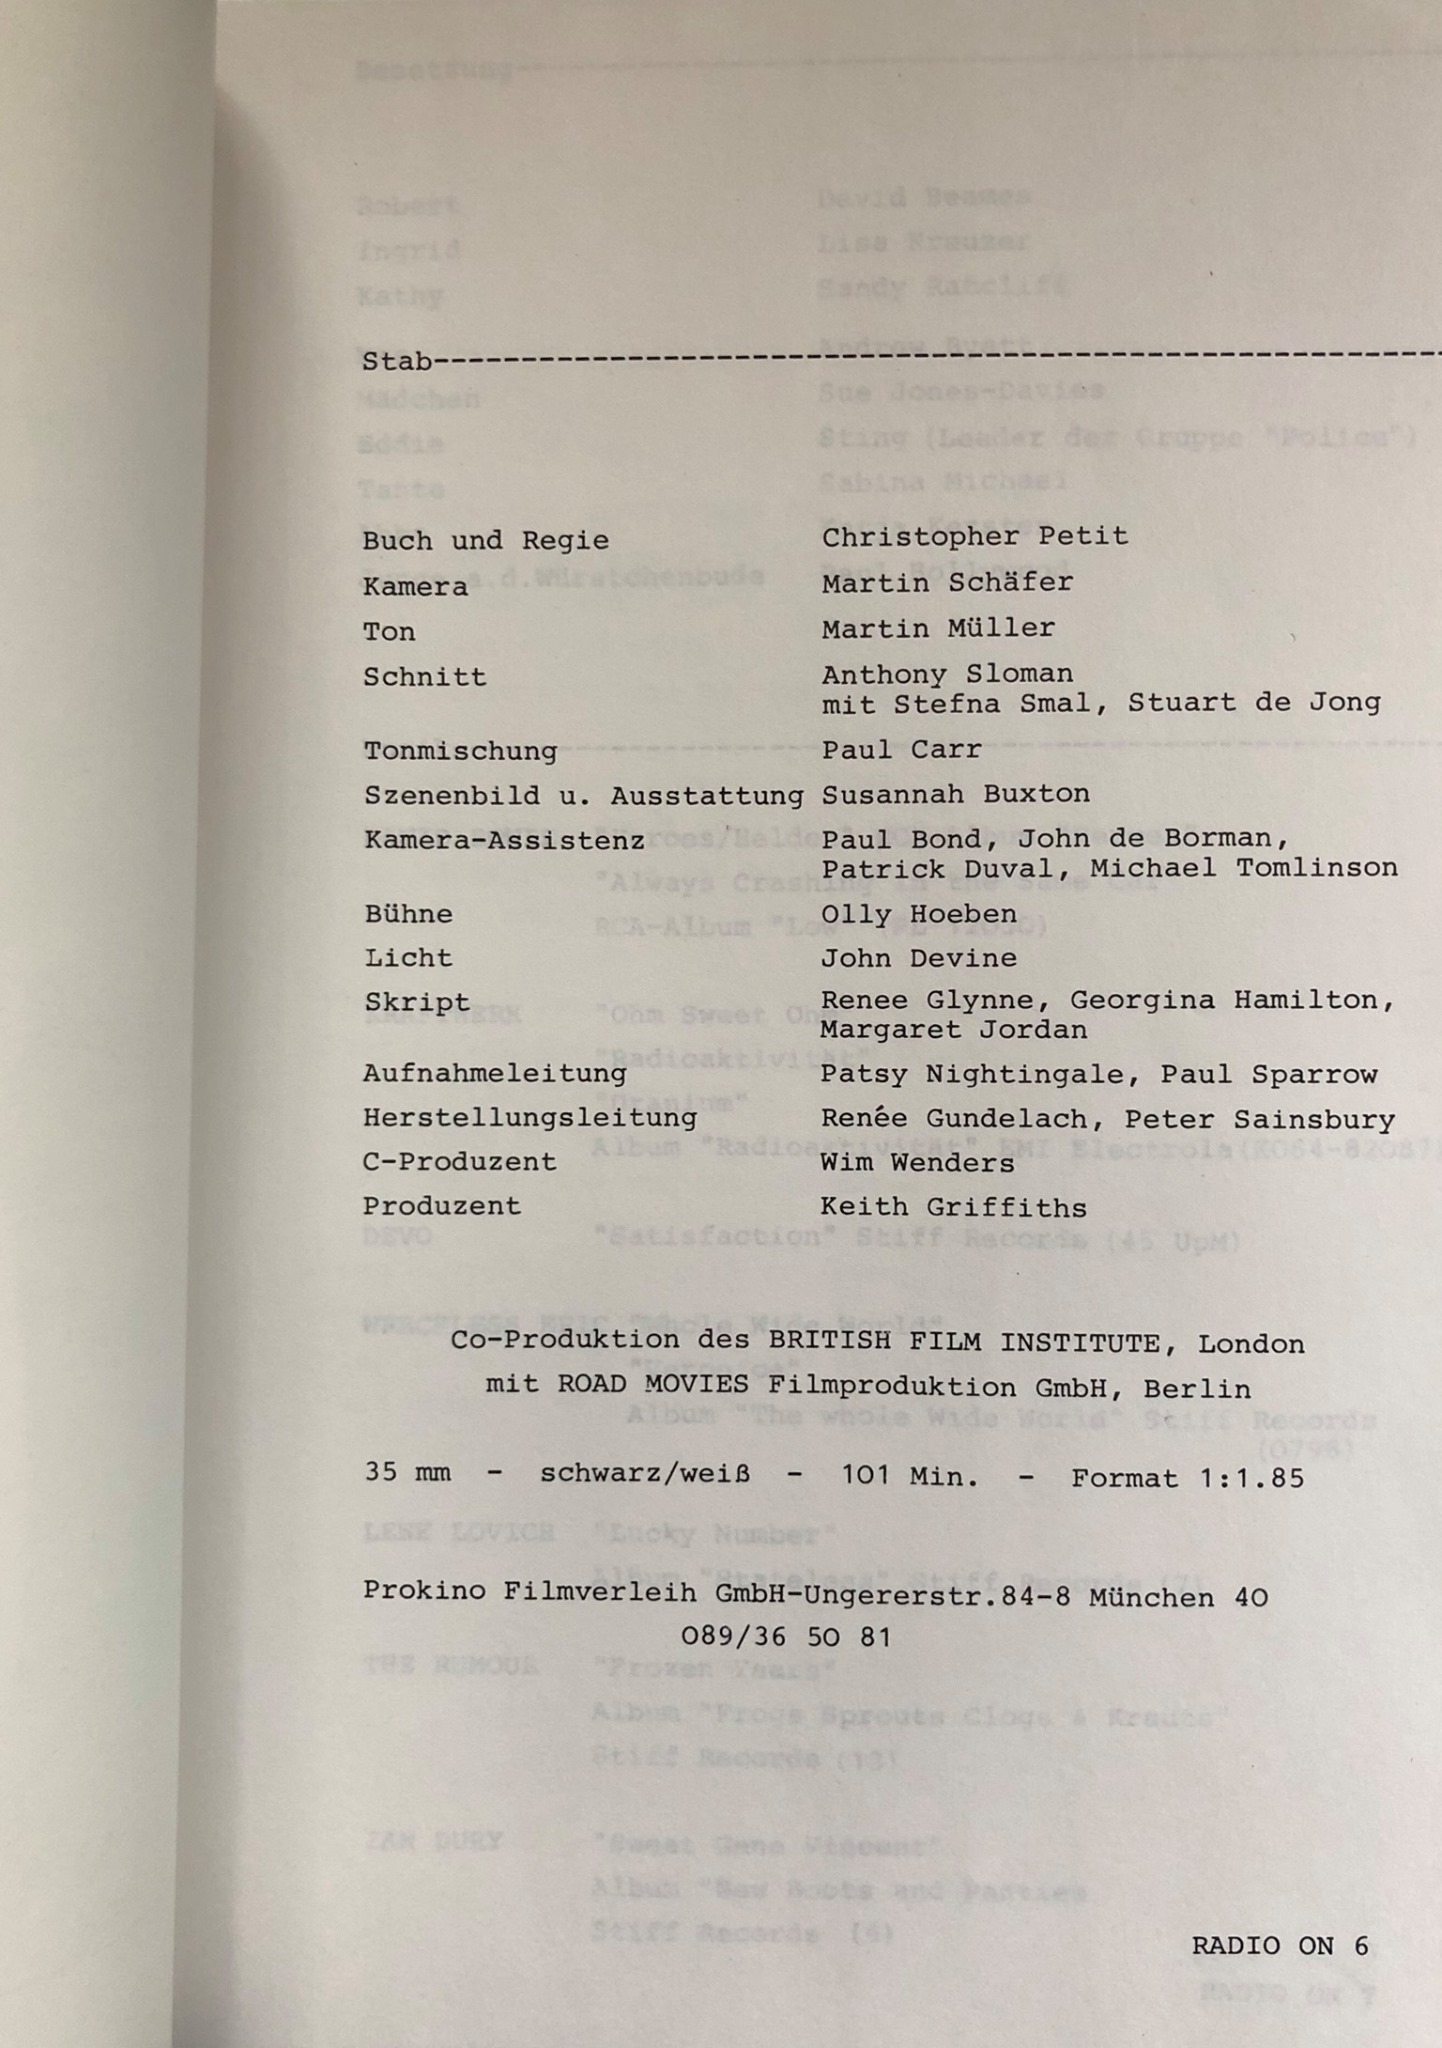 Stab------------------------------------------------------------
Buch und Regie Christopher Petit
Kamera Martin Schäfer
Ton Martin Müller
Schnitt Anthony Sloman
mit Stefna Smal, Stuart de Jong
Tonmischung Paul Carr
Szenenbild u. Ausstattung Susannah Buxton
Kamera-Assistenz Paul Bond, John de Borman,
Patrick Duval, Michael Tomlinson
Bühne Olly Hoeben
Licht John Devine
Skript Renee Glynne, Georgina Hamilton,
Margaret Jordan
Aufnahmeleitung Patsy Nightingale, Paul Sparrow
Herstellungsleitung Renée Gundelach, Peter Sainsbury
C-Produzent Wim Wenders
Produzent Keith Griffiths
Co-Produktion des BRITISH FILM INSTITUTE, London
mit ROAD MOVIES Filmproduktion GmbH, Berlin
35 mm - schwarz/weiß - 101 Min. - Format 1:1.85
Prokino Filmverleih GmbH-Ungererstr.84-8 München 40
089/36 50 81
RADIO ON 6